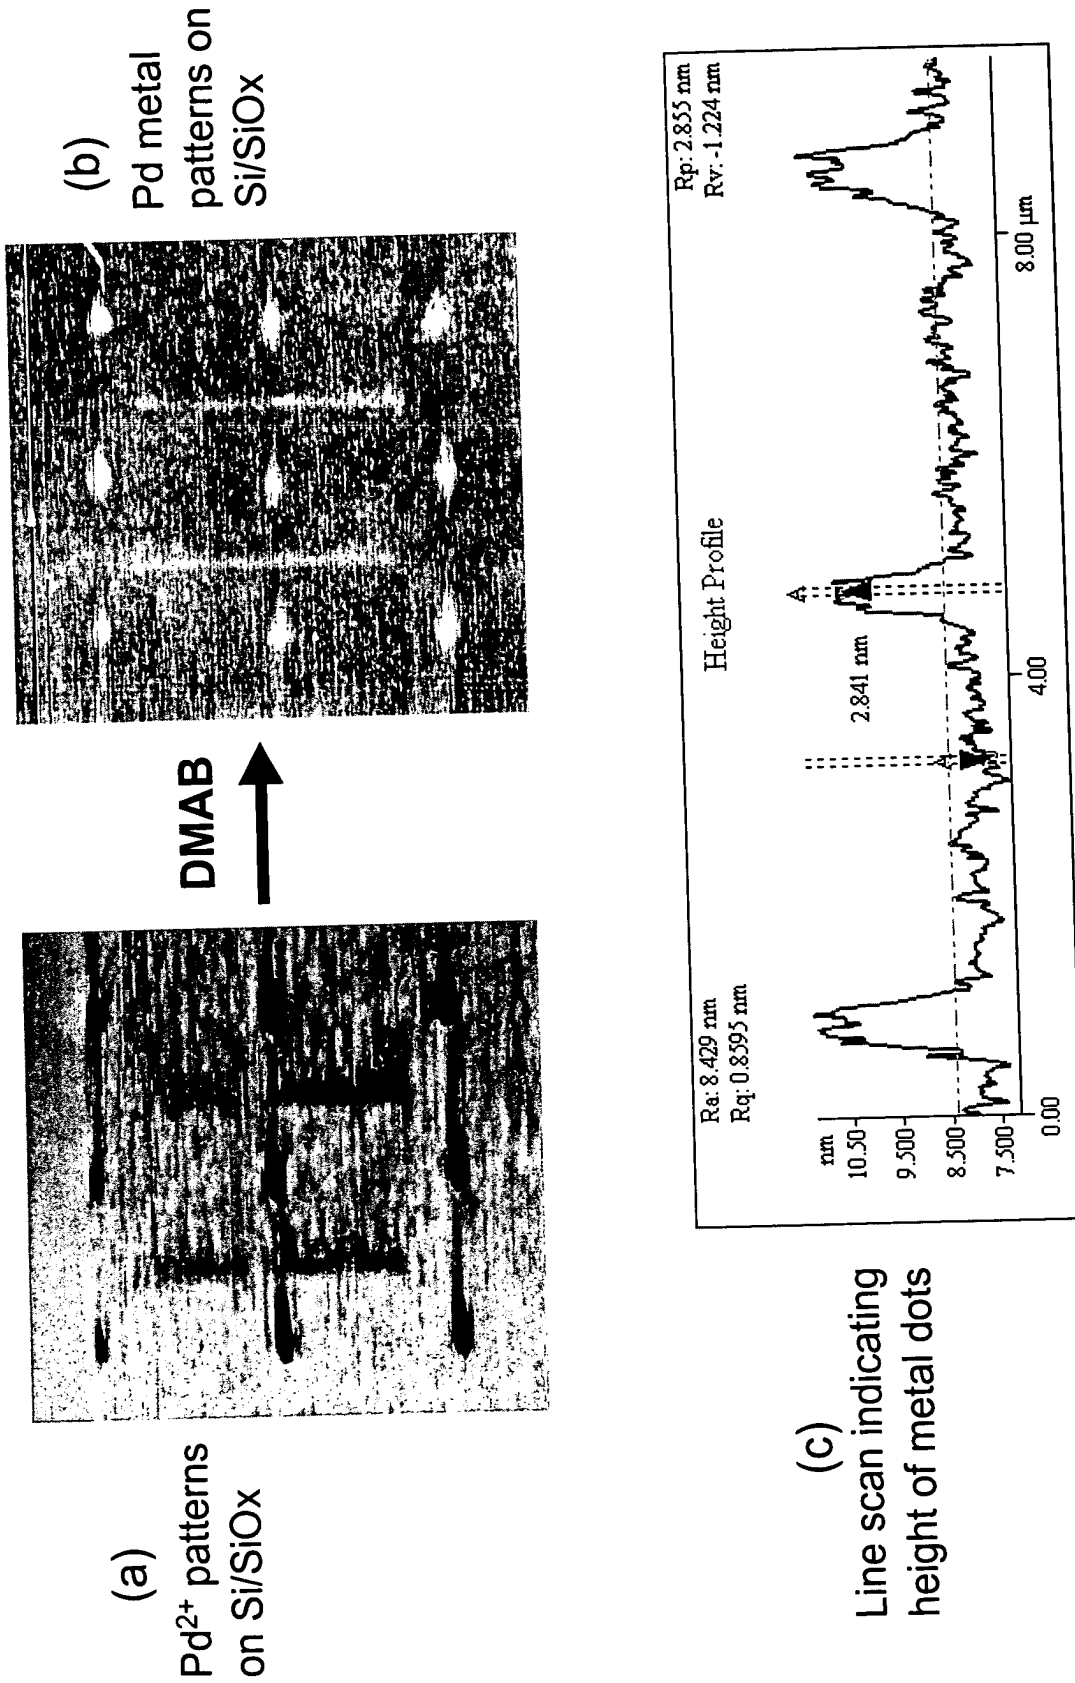 (a)
Pd2+ patterns
on Si/SiOx
DMAB
(b)
Pd metal
patterns on
Si/SiOx
(c)
Line scan indicating
height of metal dots
Ra: 8.429 nm
Rq: 0.8595 nm
Height Profile
Rp: 2.855 nm
Rv: -1.224 nm
nm
10.50
9.500
8.500
7.500
2.841 nm
0.00
4.00
8.00 µm